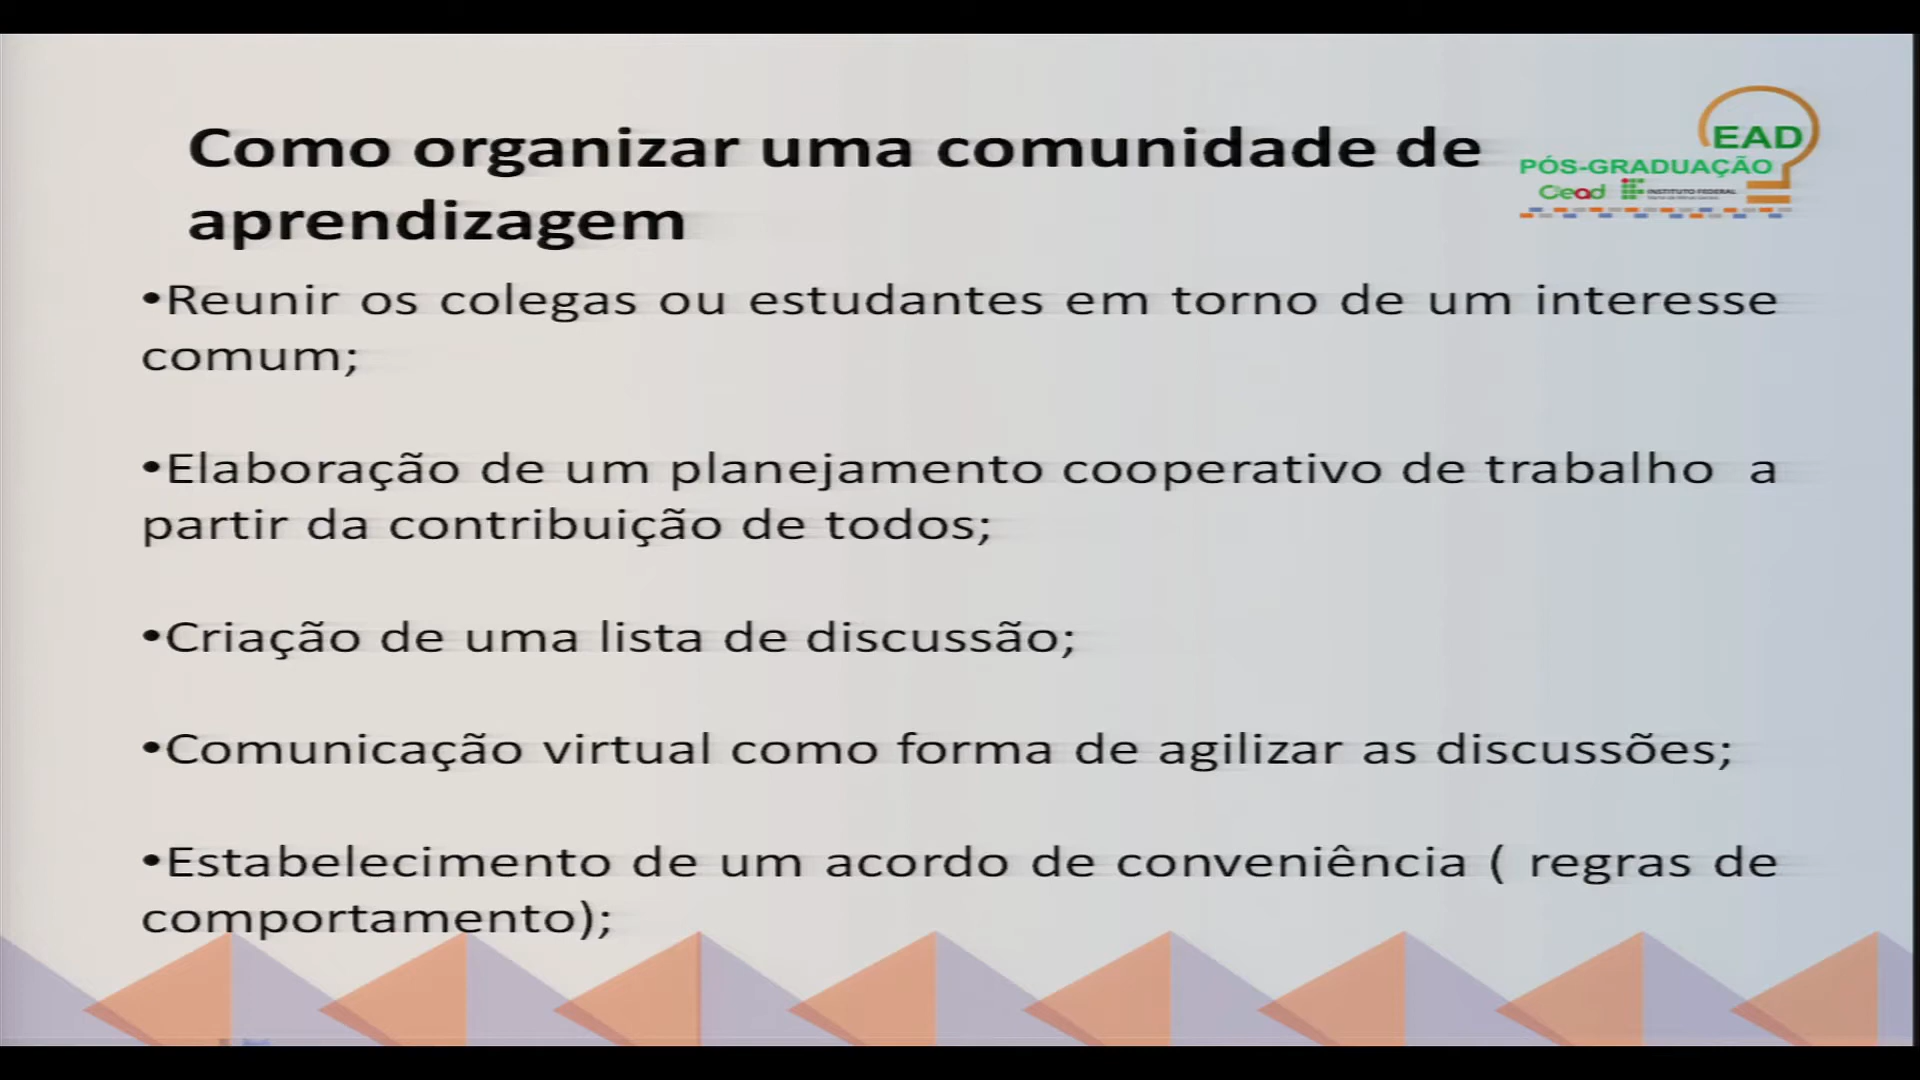 Como organizar uma comunidade de
aprendizagem
EAD
PÓS-GRADUAÇÃO
Cead
INSTITUTO FEDERAL
•Reunir os colegas ou estudantes em torno de um interesse
comum;
•Elaboração de um planejamento cooperativo de trabalho a
partir da contribuição de todos;
•Criação de uma lista de discussão;
•Comunicação virtual como forma de agilizar as discussões;
•Estabelecimento de um acordo de conveniência ( regras de
comportamento);